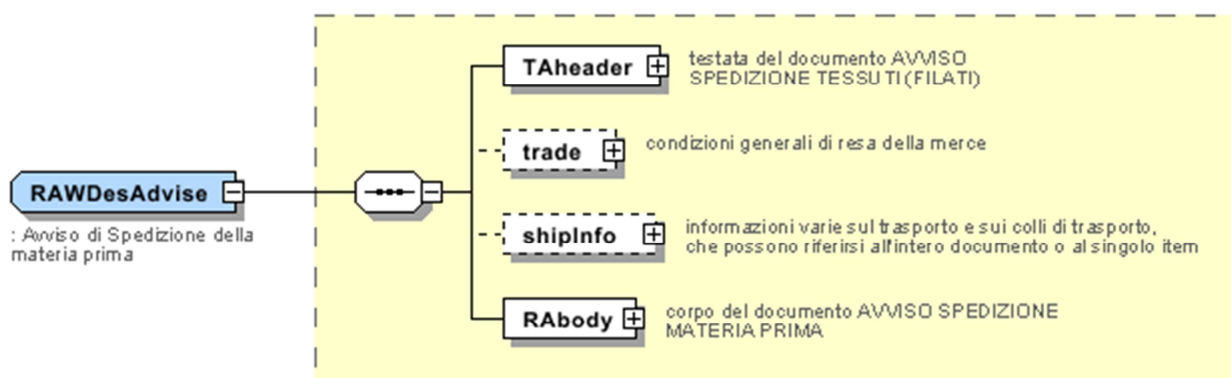 TAheader
testata del documento AVVISO
SPEDIZIONE TESSUTI (FILATI)
trade
condizioni generali di resa della merce
RAWDesAdvise
: Avviso di Spedizione della
materia prima
shipInfo
informazioni varie sul trasporto e sui colli di trasporto,
che possono riferirsi all'intero documento o al singolo item
RAbody
corpo del documento AVVISO SPEDIZIONE
MATERIA PRIMA